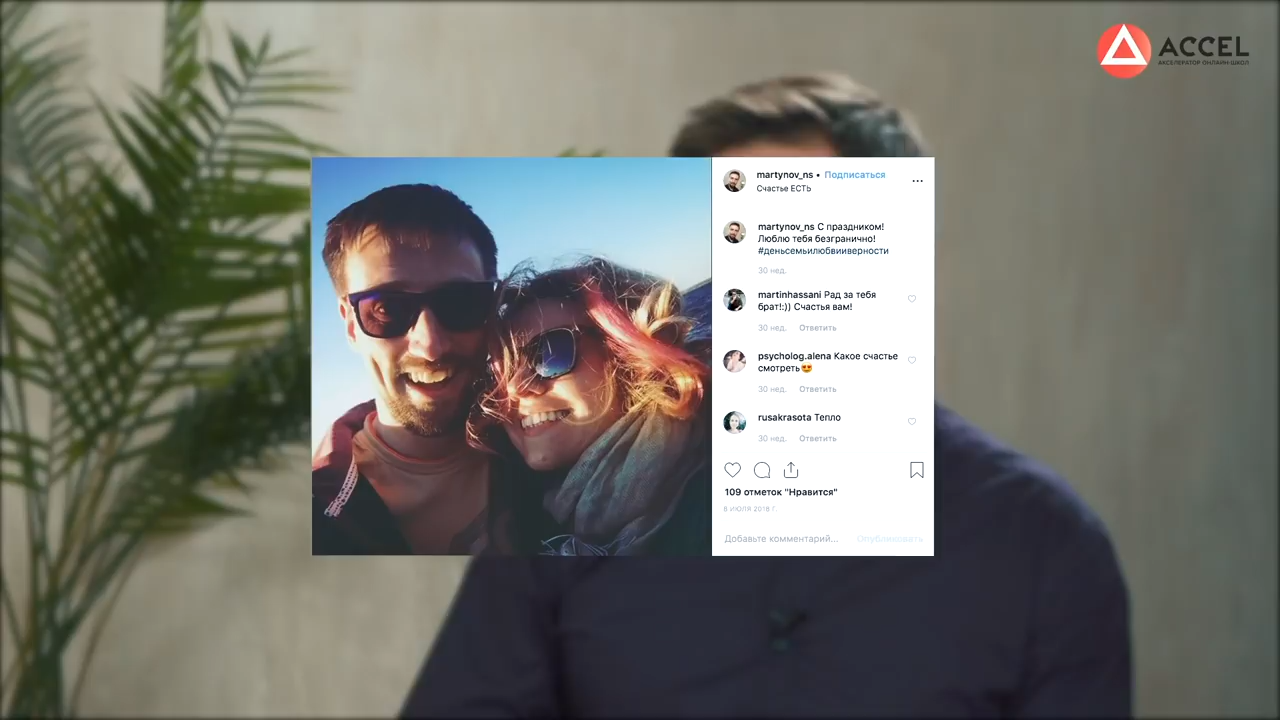 ACCEL
АКСЕЛЕРАТОР ОНЛАЙН-ШКОЛ
martynov_ns • Подписаться
Счастье ЕСТЬ
martynov_ns С праздником!
Люблю тебя безгранично!
#деньсемьилюбвииверности
30 нед.
martinhassani Рад за тебя
брат!:)) Счастья вам!
30 нед. Ответить
psycholog.alena Какое счастье
смотреть😍
30 нед. Ответить
rusakrasota Тепло
30 нед. Ответить
109 отметок "Нравится"
8 ИЮЛЯ 2018 Г.
Добавьте комментарий... Опубликовать